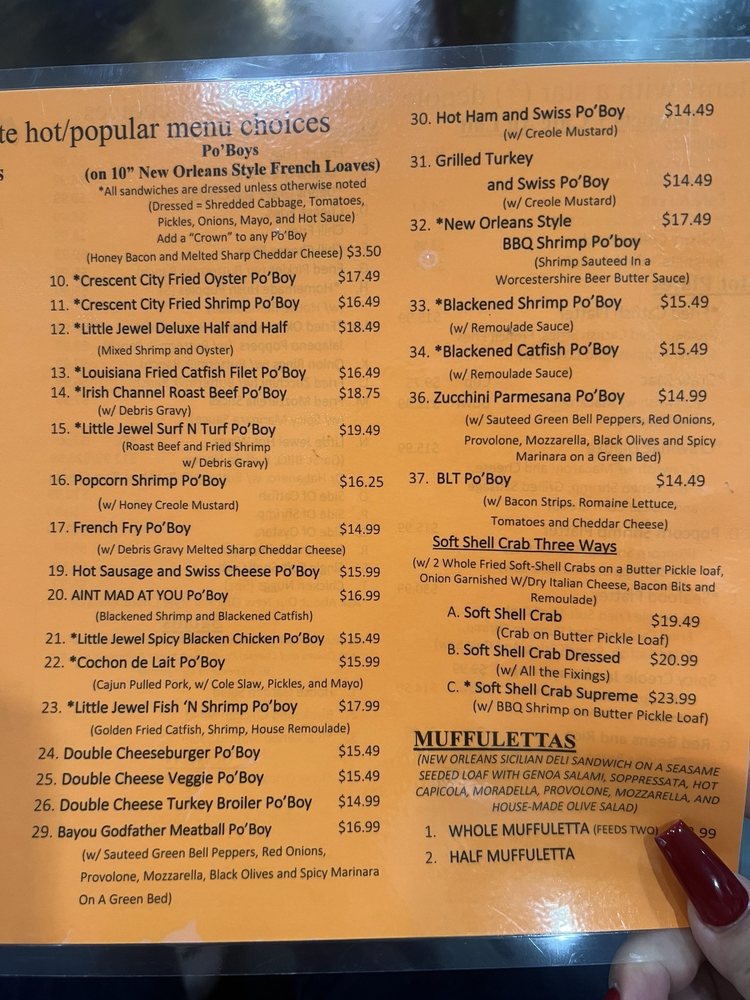 te hot/popular menu choices
s
Po'Boys
(on 10" New Orleans Style French Loaves)
*All sandwiches are dressed unless otherwise noted
(Dressed = Shredded Cabbage, Tomatoes,
Pickles, Onions, Mayo, and Hot Sauce)
Add a "Crown" to any Po'Boy
(Honey Bacon and Melted Sharp Cheddar Cheese) $3.50
10. *Crescent City Fried Oyster Po'Boy $17.49
11. *Crescent City Fried Shrimp Po'Boy $16.49
12. *Little Jewel Deluxe Half and Half $18.49
(Mixed Shrimp and Oyster)
13. *Louisiana Fried Catfish Filet Po'Boy $16.49
14. *Irish Channel Roast Beef Po'Boy $18.75
(w/ Debris Gravy)
15. *Little Jewel Surf N Turf Po'Boy $19.49
(Roast Beef and Fried Shrimp
w/ Debris Gravy)
16. Popcorn Shrimp Po'Boy $16.25
(w/ Honey Creole Mustard)
17. French Fry Po'Boy $14.99
(w/ Debris Gravy Melted Sharp Cheddar Cheese)
19. Hot Sausage and Swiss Cheese Po'Boy $15.99
20. AINT MAD AT YOU Po'Boy $16.99
(Blackened Shrimp and Blackened Catfish)
21. *Little Jewel Spicy Blacken Chicken Po'Boy $15.49
22. *Cochon de Lait Po'Boy $15.99
(Cajun Pulled Pork, w/ Cole Slaw, Pickles, and Mayo)
23. *Little Jewel Fish 'N Shrimp Po'boy $17.99
(Golden Fried Catfish, Shrimp, House Remoulade)
24. Double Cheeseburger Po'Boy $15.49
25. Double Cheese Veggie Po'Boy $15.49
26. Double Cheese Turkey Broiler Po'Boy $14.99
29. Bayou Godfather Meatball Po'Boy $16.99
(w/ Sauteed Green Bell Peppers, Red Onions,
Provolone, Mozzarella, Black Olives and Spicy Marinara
On A Green Bed)
30. Hot Ham and Swiss Po'Boy $14.49
(w/ Creole Mustard)
31. Grilled Turkey
and Swiss Po'Boy $14.49
(w/ Creole Mustard)
32. *New Orleans Style $17.49
BBQ Shrimp Po'boy
(Shrimp Sauteed In a
Worcestershire Beer Butter Sauce)
33. *Blackened Shrimp Po'Boy $15.49
(w/ Remoulade Sauce)
34. *Blackened Catfish Po'Boy $15.49
(w/ Remoulade Sauce)
36. Zucchini Parmesana Po'Boy $14.99
(w/ Sauteed Green Bell Peppers, Red Onions,
Provolone, Mozzarella, Black Olives and Spicy
Marinara on a Green Bed)
37. BLT Po'Boy $14.49
(w/ Bacon Strips. Romaine Lettuce,
Tomatoes and Cheddar Cheese)
Soft Shell Crab Three Ways
(w/ 2 Whole Fried Soft-Shell Crabs on a Butter Pickle loaf,
Onion Garnished W/Dry Italian Cheese, Bacon Bits and
Remoulade)
A. Soft Shell Crab $19.49
(Crab on Butter Pickle Loaf)
B. Soft Shell Crab Dressed $20.99
(w/ All the Fixings)
C. * Soft Shell Crab Supreme $23.99
(w/ BBQ Shrimp on Butter Pickle Loaf)
MUFFULETTAS
(NEW ORLEANS SICILIAN DELI SANDWICH ON A SEASAME
SEEDED LOAF WITH GENOA SALAMI, SOPPRESSATA, HOT
CAPICOLA, MORADELLA, PROVOLONE, MOZZARELLA, AND
HOUSE-MADE OLIVE SALAD)
1. WHOLE MUFFULETTA (FEEDS TWO) .99
2. HALF MUFFULETTA